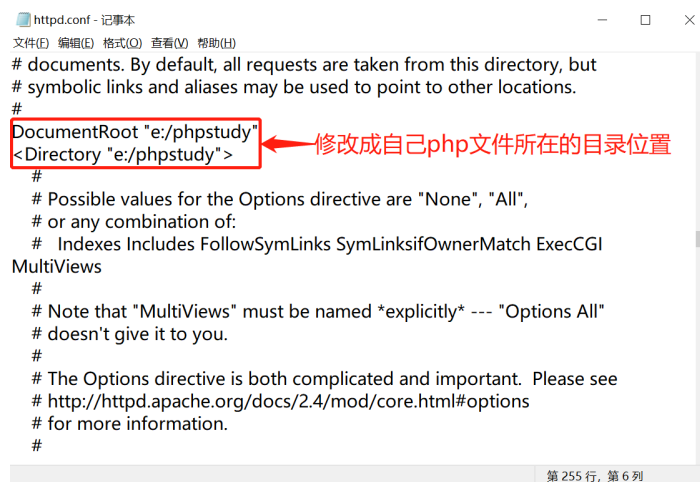 httpd.conf - 记事本
文件(F) 编辑(E) 格式(O) 查看(V) 帮助(H)
# documents. By default, all requests are taken from this directory, but
# symbolic links and aliases may be used to point to other locations.
#
DocumentRoot "e:/phpstudy"
<Directory "e:/phpstudy">
修改成自己php文件所在的目录位置
#
# Possible values for the Options directive are "None", "All",
# or any combination of:
#   Indexes Includes FollowSymLinks SymLinksifOwnerMatch ExecCGI
MultiViews
#
# Note that "MultiViews" must be named *explicitly* --- "Options All"
# doesn't give it to you.
#
# The Options directive is both complicated and important.  Please see
# http://httpd.apache.org/docs/2.4/mod/core.html#options
# for more information.
#
第 255 行，第 6 列